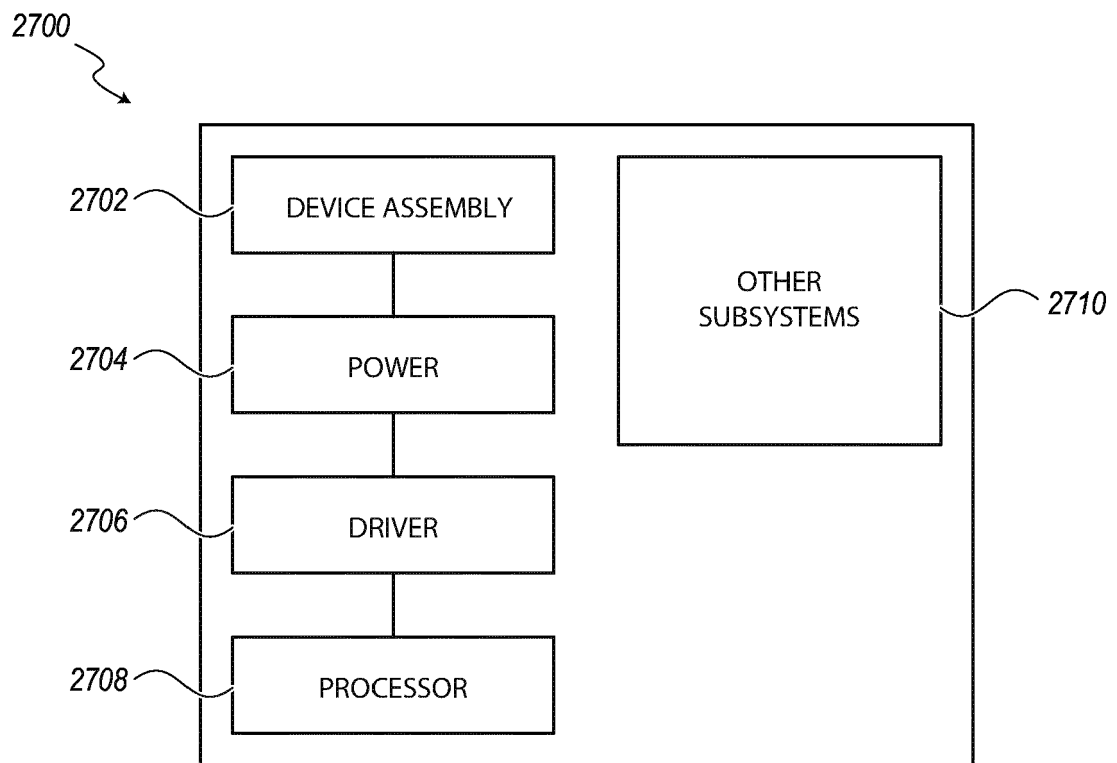 2700
2702
DEVICE ASSEMBLY
OTHER
SUBSYSTEMS
2710
2704
POWER
2706
DRIVER
2708
PROCESSOR